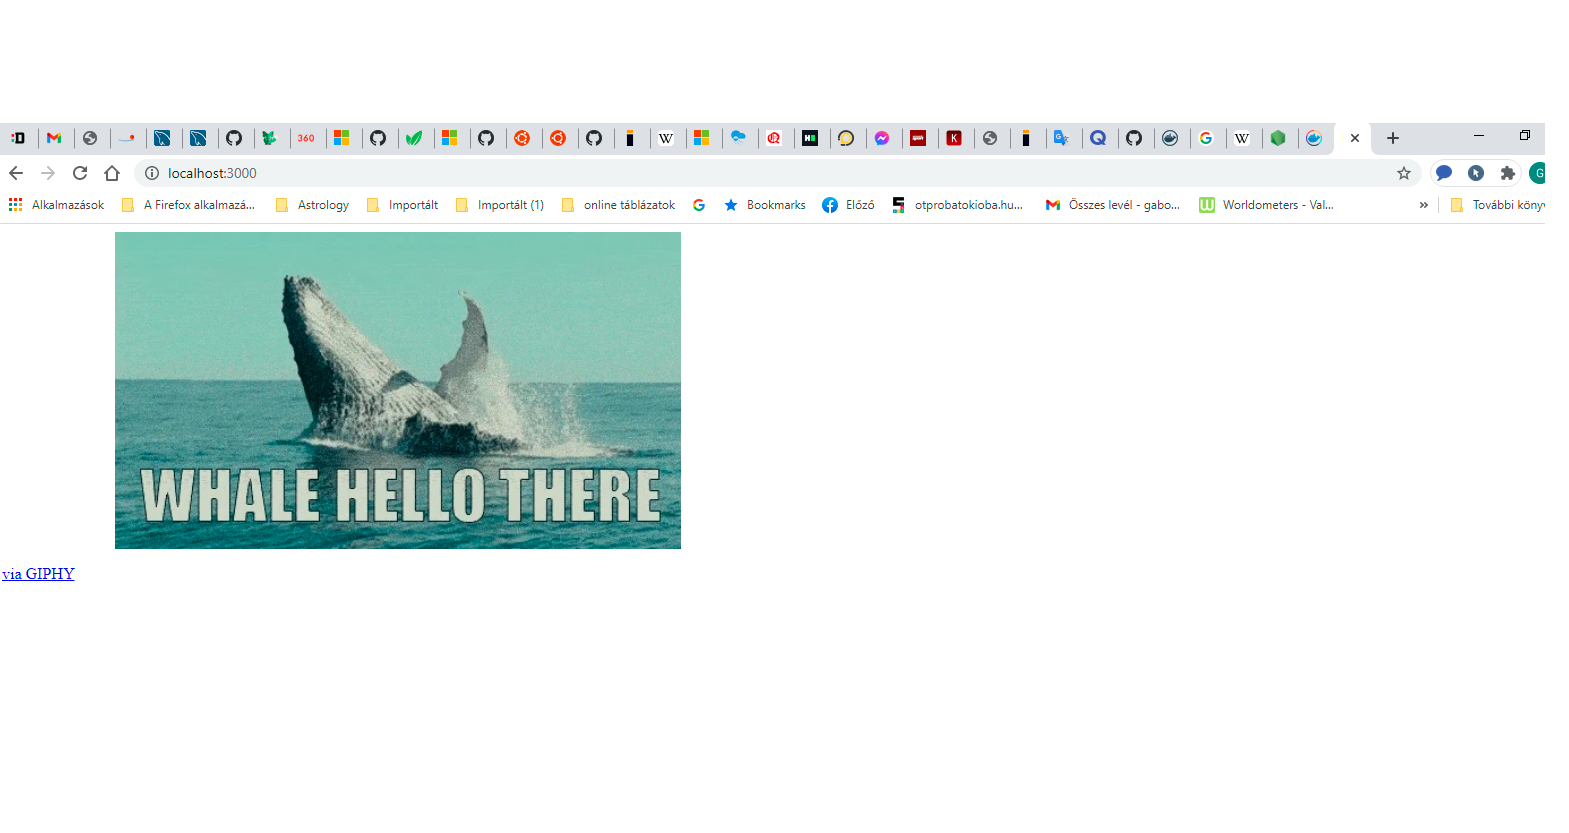 :D
360
W
K
W
localhost:3000
G
Alkalmazások
A Firefox alkalmazá...
Astrology
Importált
Importált (1)
online táblázatok
Bookmarks
Előző
otprobatokioba.hu...
Összes levél - gabo...
Worldometers - Val...
»
További köny
WHALE HELLO THERE
via GIPHY